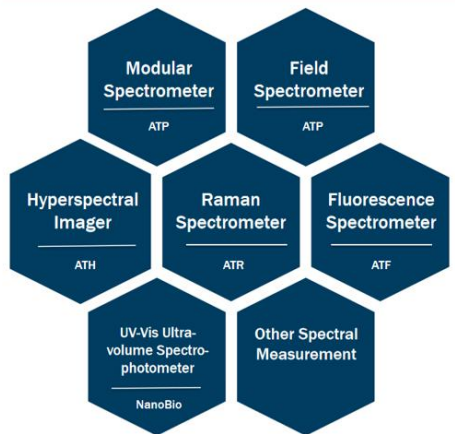 Modular
Spectrometer
ATP
Field
Spectrometer
ATP
Hyperspectral
Imager
ATH
Raman
Spectrometer
ATR
Fluorescence
Spectrometer
ATF
UV-Vis Ultra-
volume Spectro-
photometer
NanoBio
Other Spectral
Measurement